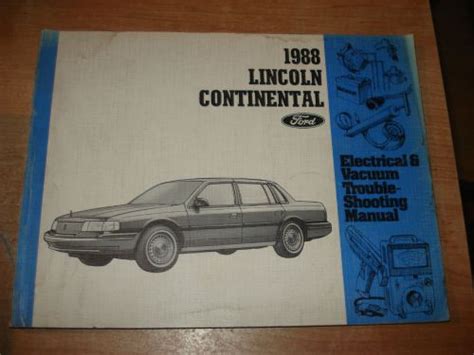 1988
LINCOLN
CONTINENTAL
Ford
Electrical &
Vacuum
Trouble-
Shooting
Manual